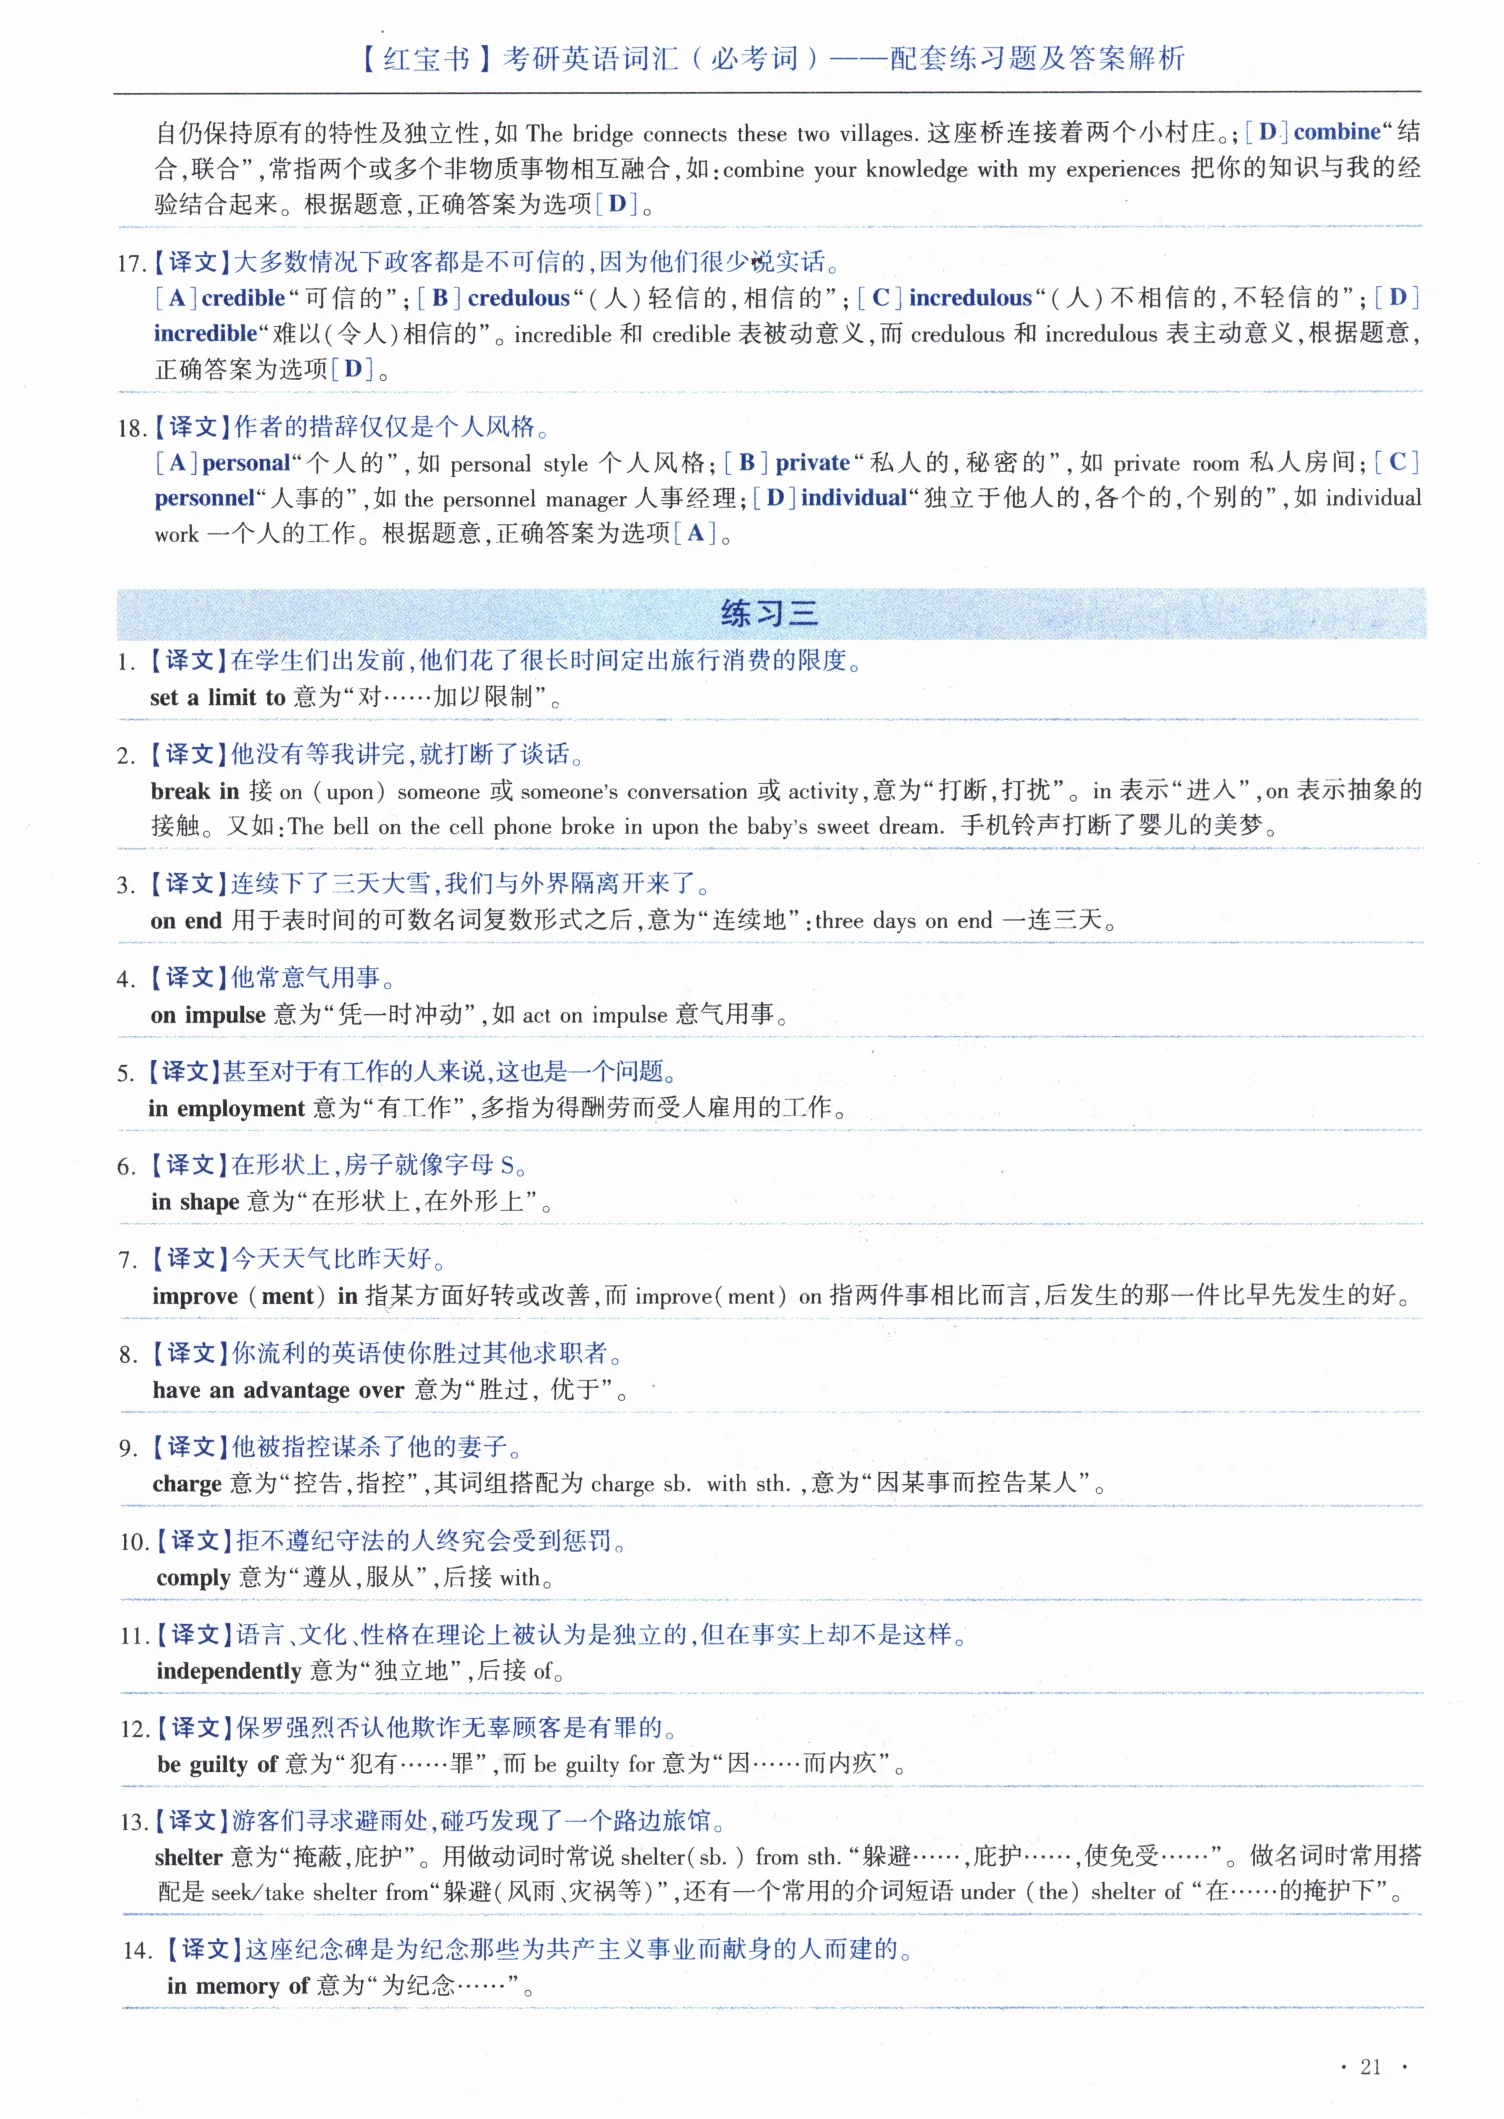 【红宝书】考研英语词汇(必考词)——配套练习题及答案解析
自仍保持原有的特性及独立性,如 The bridge connects these two villages. 这座桥连接着两个小村庄。;[D]combine“结
合,联合”,常指两个或多个非物质事物相互融合,如:combine your knowledge with my experiences 把你的知识与我的经
验结合起来。根据题意,正确答案为选项[D]。
17.【译文】大多数情况下政客都是不可信的,因为他们很少说实话。
[A]credible“可信的”;[B]credulous“(人)轻信的,相信的”;[C]incredulous“(人)不相信的,不轻信的”;[D]
incredible“难以(令人)相信的”。incredible 和 credible 表被动意义,而 credulous 和 incredulous 表主动意义,根据题意,
正确答案为选项[D]。
18.【译文】作者的措辞仅仅是个人风格。
[A]personal“个人的”,如 personal style 个人风格;[B]private“私人的,秘密的”,如 private room 私人房间;[C]
personnel“人事的”,如 the personnel manager 人事经理;[D]individual“独立于他人的,各个的,个别的”,如 individual
work 一个人的工作。根据题意,正确答案为选项[A]。
练习三
1.【译文】在学生们出发前,他们花了很长时间定出旅行消费的限度。
set a limit to 意为“对……加以限制”。
2.【译文】他没有等我讲完,就打断了谈话。
break in 接 on (upon) someone 或 someone's conversation 或 activity,意为“打断,打扰”。in 表示“进入”,on 表示抽象的
接触。又如:The bell on the cell phone broke in upon the baby's sweet dream. 手机铃声打断了婴儿的美梦。
3.【译文】连续下了三天大雪,我们与外界隔离开来了。
on end 用于表时间的可数名词复数形式之后,意为“连续地”:three days on end 一连三天。
4.【译文】他常意气用事。
on impulse 意为“凭一时冲动”,如 act on impulse 意气用事。
5.【译文】甚至对于有工作的人来说,这也是一个问题。
in employment 意为“有工作”,多指为得酬劳而受人雇用的工作。
6.【译文】在形状上,房子就像字母 S。
in shape 意为“在形状上,在外形上”。
7.【译文】今天天气比昨天好。
improve (ment) in 指某方面好转或改善,而 improve(ment) on 指两件事相比而言,后发生的那一件比早先发生的好。
8.【译文】你流利的英语使你胜过其他求职者。
have an advantage over 意为“胜过, 优于”。
9.【译文】他被指控谋杀了他的妻子。
charge 意为“控告,指控”,其词组搭配为 charge sb. with sth. ,意为“因某事而控告某人”。
10.【译文】拒不遵纪守法的人终究会受到惩罚。
comply 意为“遵从,服从”,后接 with。
11.【译文】语言、文化、性格在理论上被认为是独立的,但在事实上却不是这样。
independently 意为“独立地”,后接 of。
12.【译文】保罗强烈否认他欺诈无辜顾客是有罪的。
be guilty of 意为“犯有……罪”,而 be guilty for 意为“因……而内疚”。
13.【译文】游客们寻求避雨处,碰巧发现了一个路边旅馆。
shelter 意为“掩蔽,庇护”。用做动词时常说 shelter(sb. ) from sth. “躲避……,庇护……,使免受……”。做名词时常用搭
配是 seek/take shelter from“躲避(风雨、灾祸等)”,还有一个常用的介词短语 under (the) shelter of “在……的掩护下”。
14.【译文】这座纪念碑是为纪念那些为共产主义事业而献身的人而建的。
in memory of 意为“为纪念……”。
· 21 ·